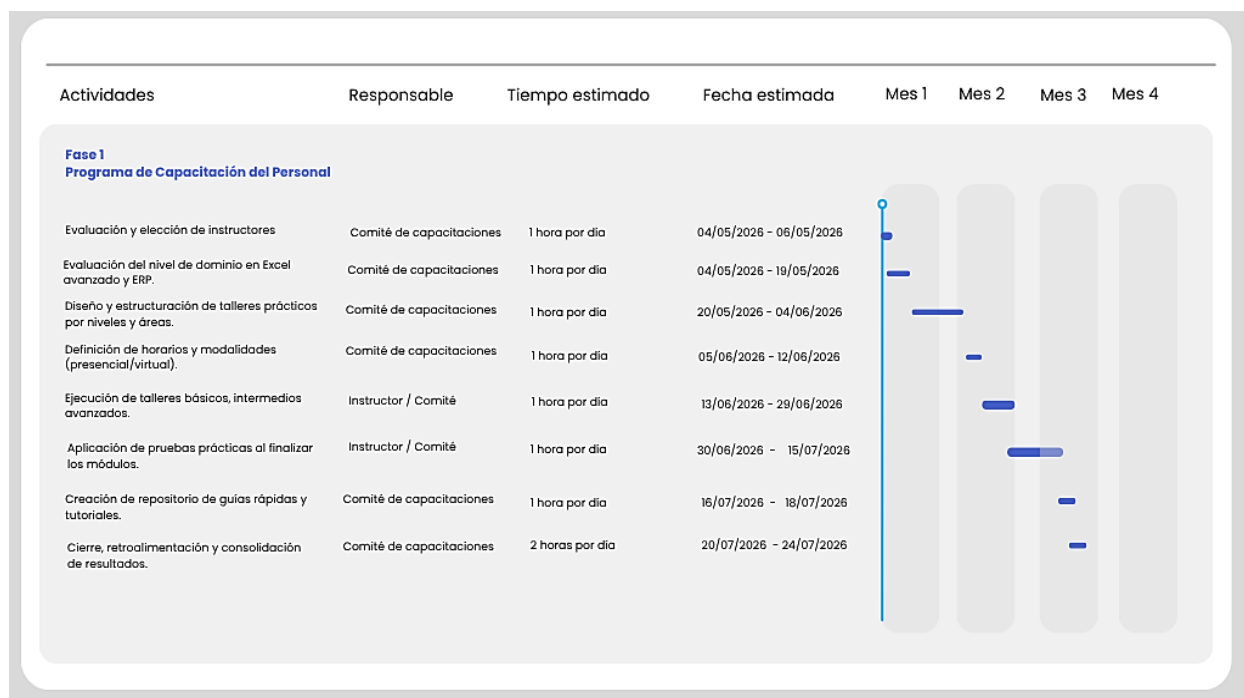 Actividades Responsable Tiempo estimado Fecha estimada Mes 1 Mes 2 Mes 3 Mes 4
Fase 1
Programa de Capacitación del Personal
Evaluación y elección de instructores Comité de capacitaciones 1 hora por día 04/05/2026 - 06/05/2026
Evaluación del nivel de dominio en Excel
avanzado y ERP. Comité de capacitaciones 1 hora por día 04/05/2026 - 19/05/2026
Diseño y estructuración de talleres prácticos
por niveles y áreas. Comité de capacitaciones 1 hora por día 20/05/2026 - 04/06/2026
Definición de horarios y modalidades
(presencial/virtual). Comité de capacitaciones 1 hora por día 05/06/2026 - 12/06/2026
Ejecución de talleres básicos, intermedios
avanzados. Instructor / Comité 1 hora por día 13/06/2026 - 29/06/2026
Aplicación de pruebas prácticas al finalizar
los módulos. Instructor / Comité 1 hora por día 30/06/2026 - 15/07/2026
Creación de repositorio de guías rápidas y
tutoriales. Comité de capacitaciones 1 hora por día 16/07/2026 - 18/07/2026
Cierre, retroalimentación y consolidación
de resultados. Comité de capacitaciones 2 horas por día 20/07/2026 - 24/07/2026